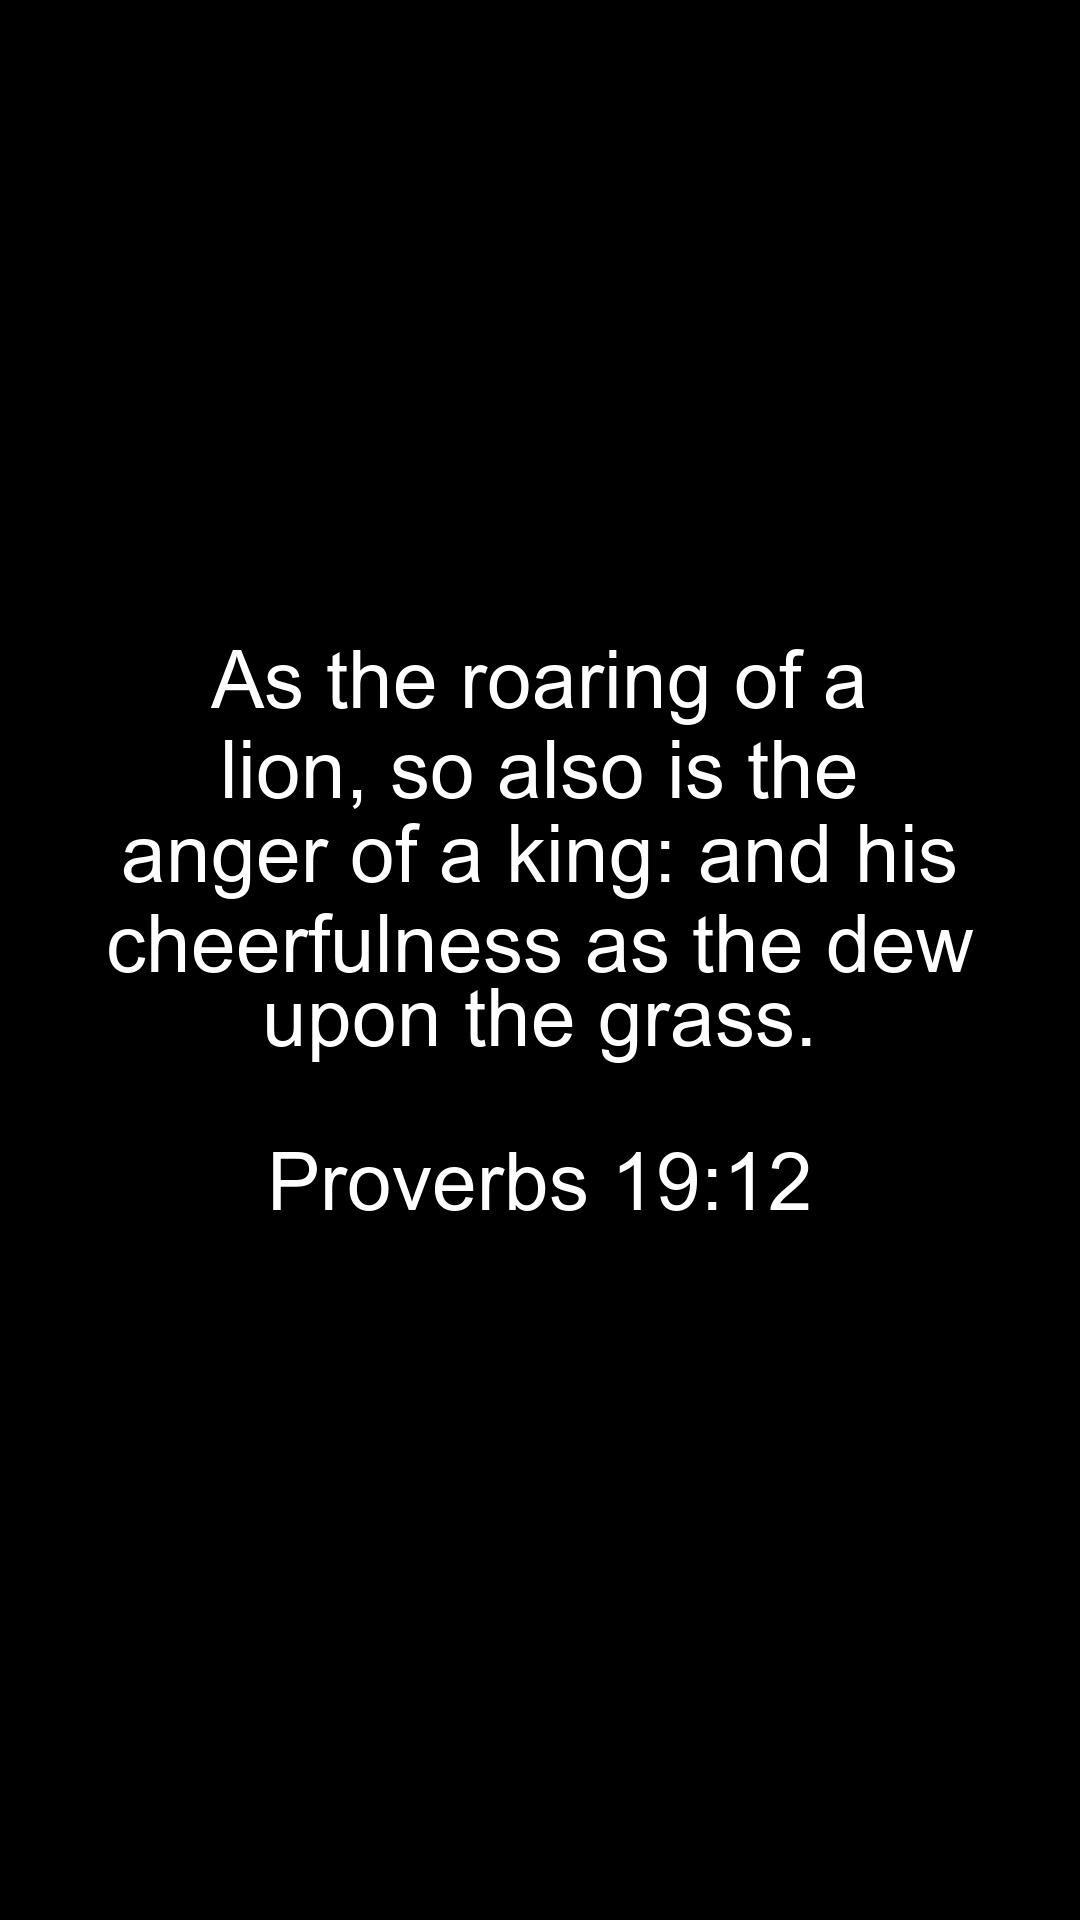 As the roaring of a
lion, so also is the
anger of a king: and his
cheerfulness as the dew
upon the grass.
Proverbs 19:12